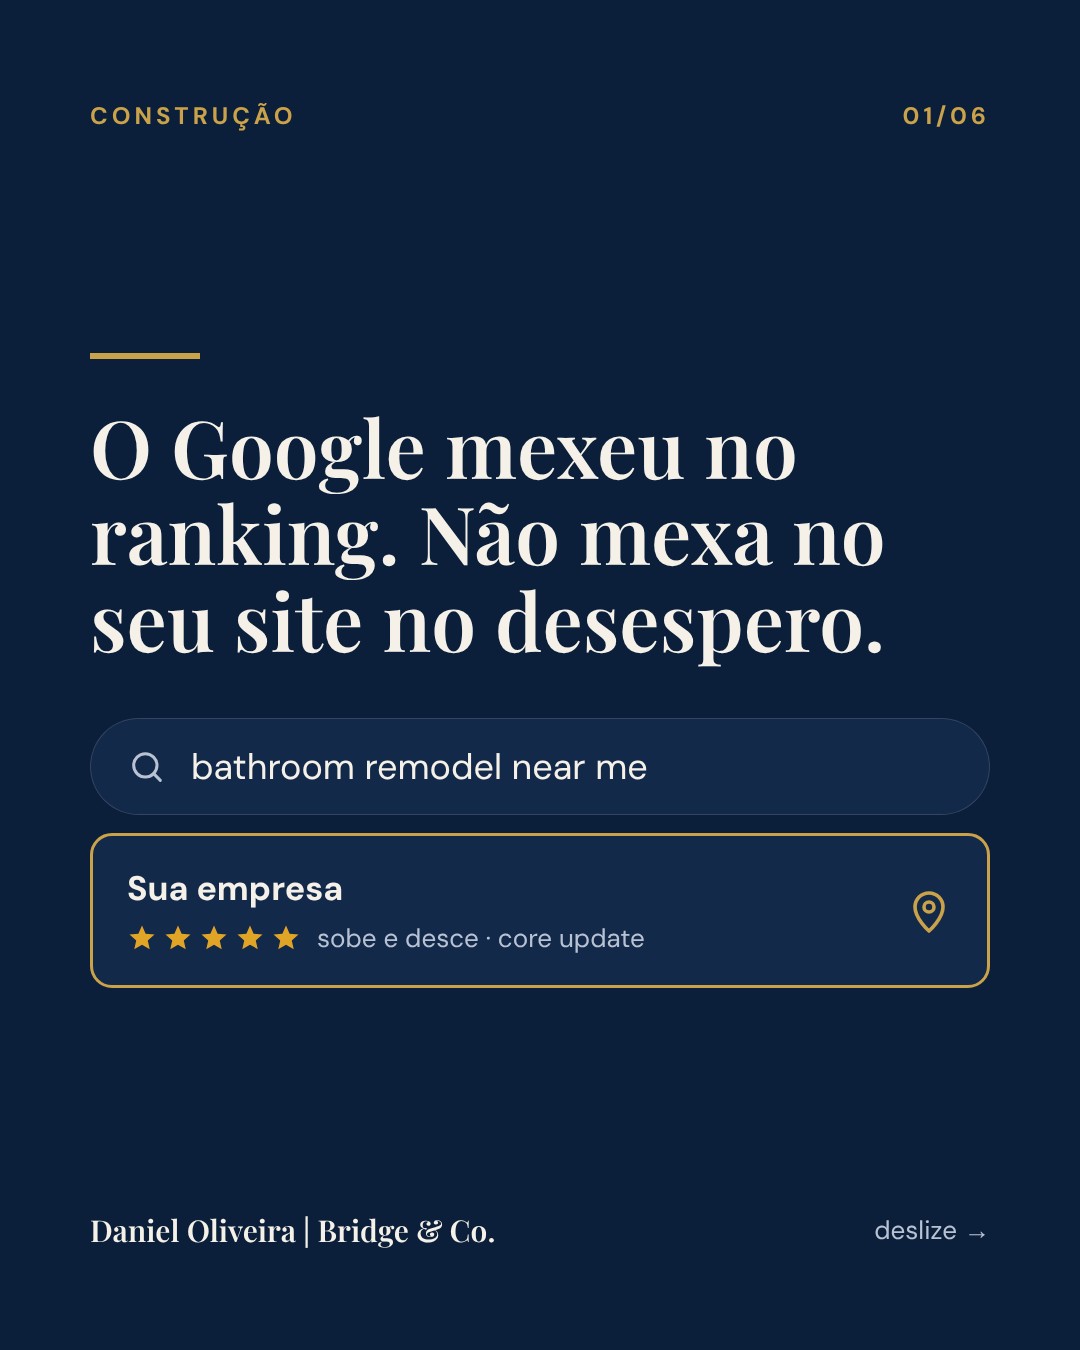 CONSTRUÇÃO
01/06
O Google mexeu no
ranking. Não mexa no
seu site no desespero.
bathroom remodel near me
Sua empresa
★★★★★ sobe e desce · core update
Daniel Oliveira | Bridge & Co.
deslize →